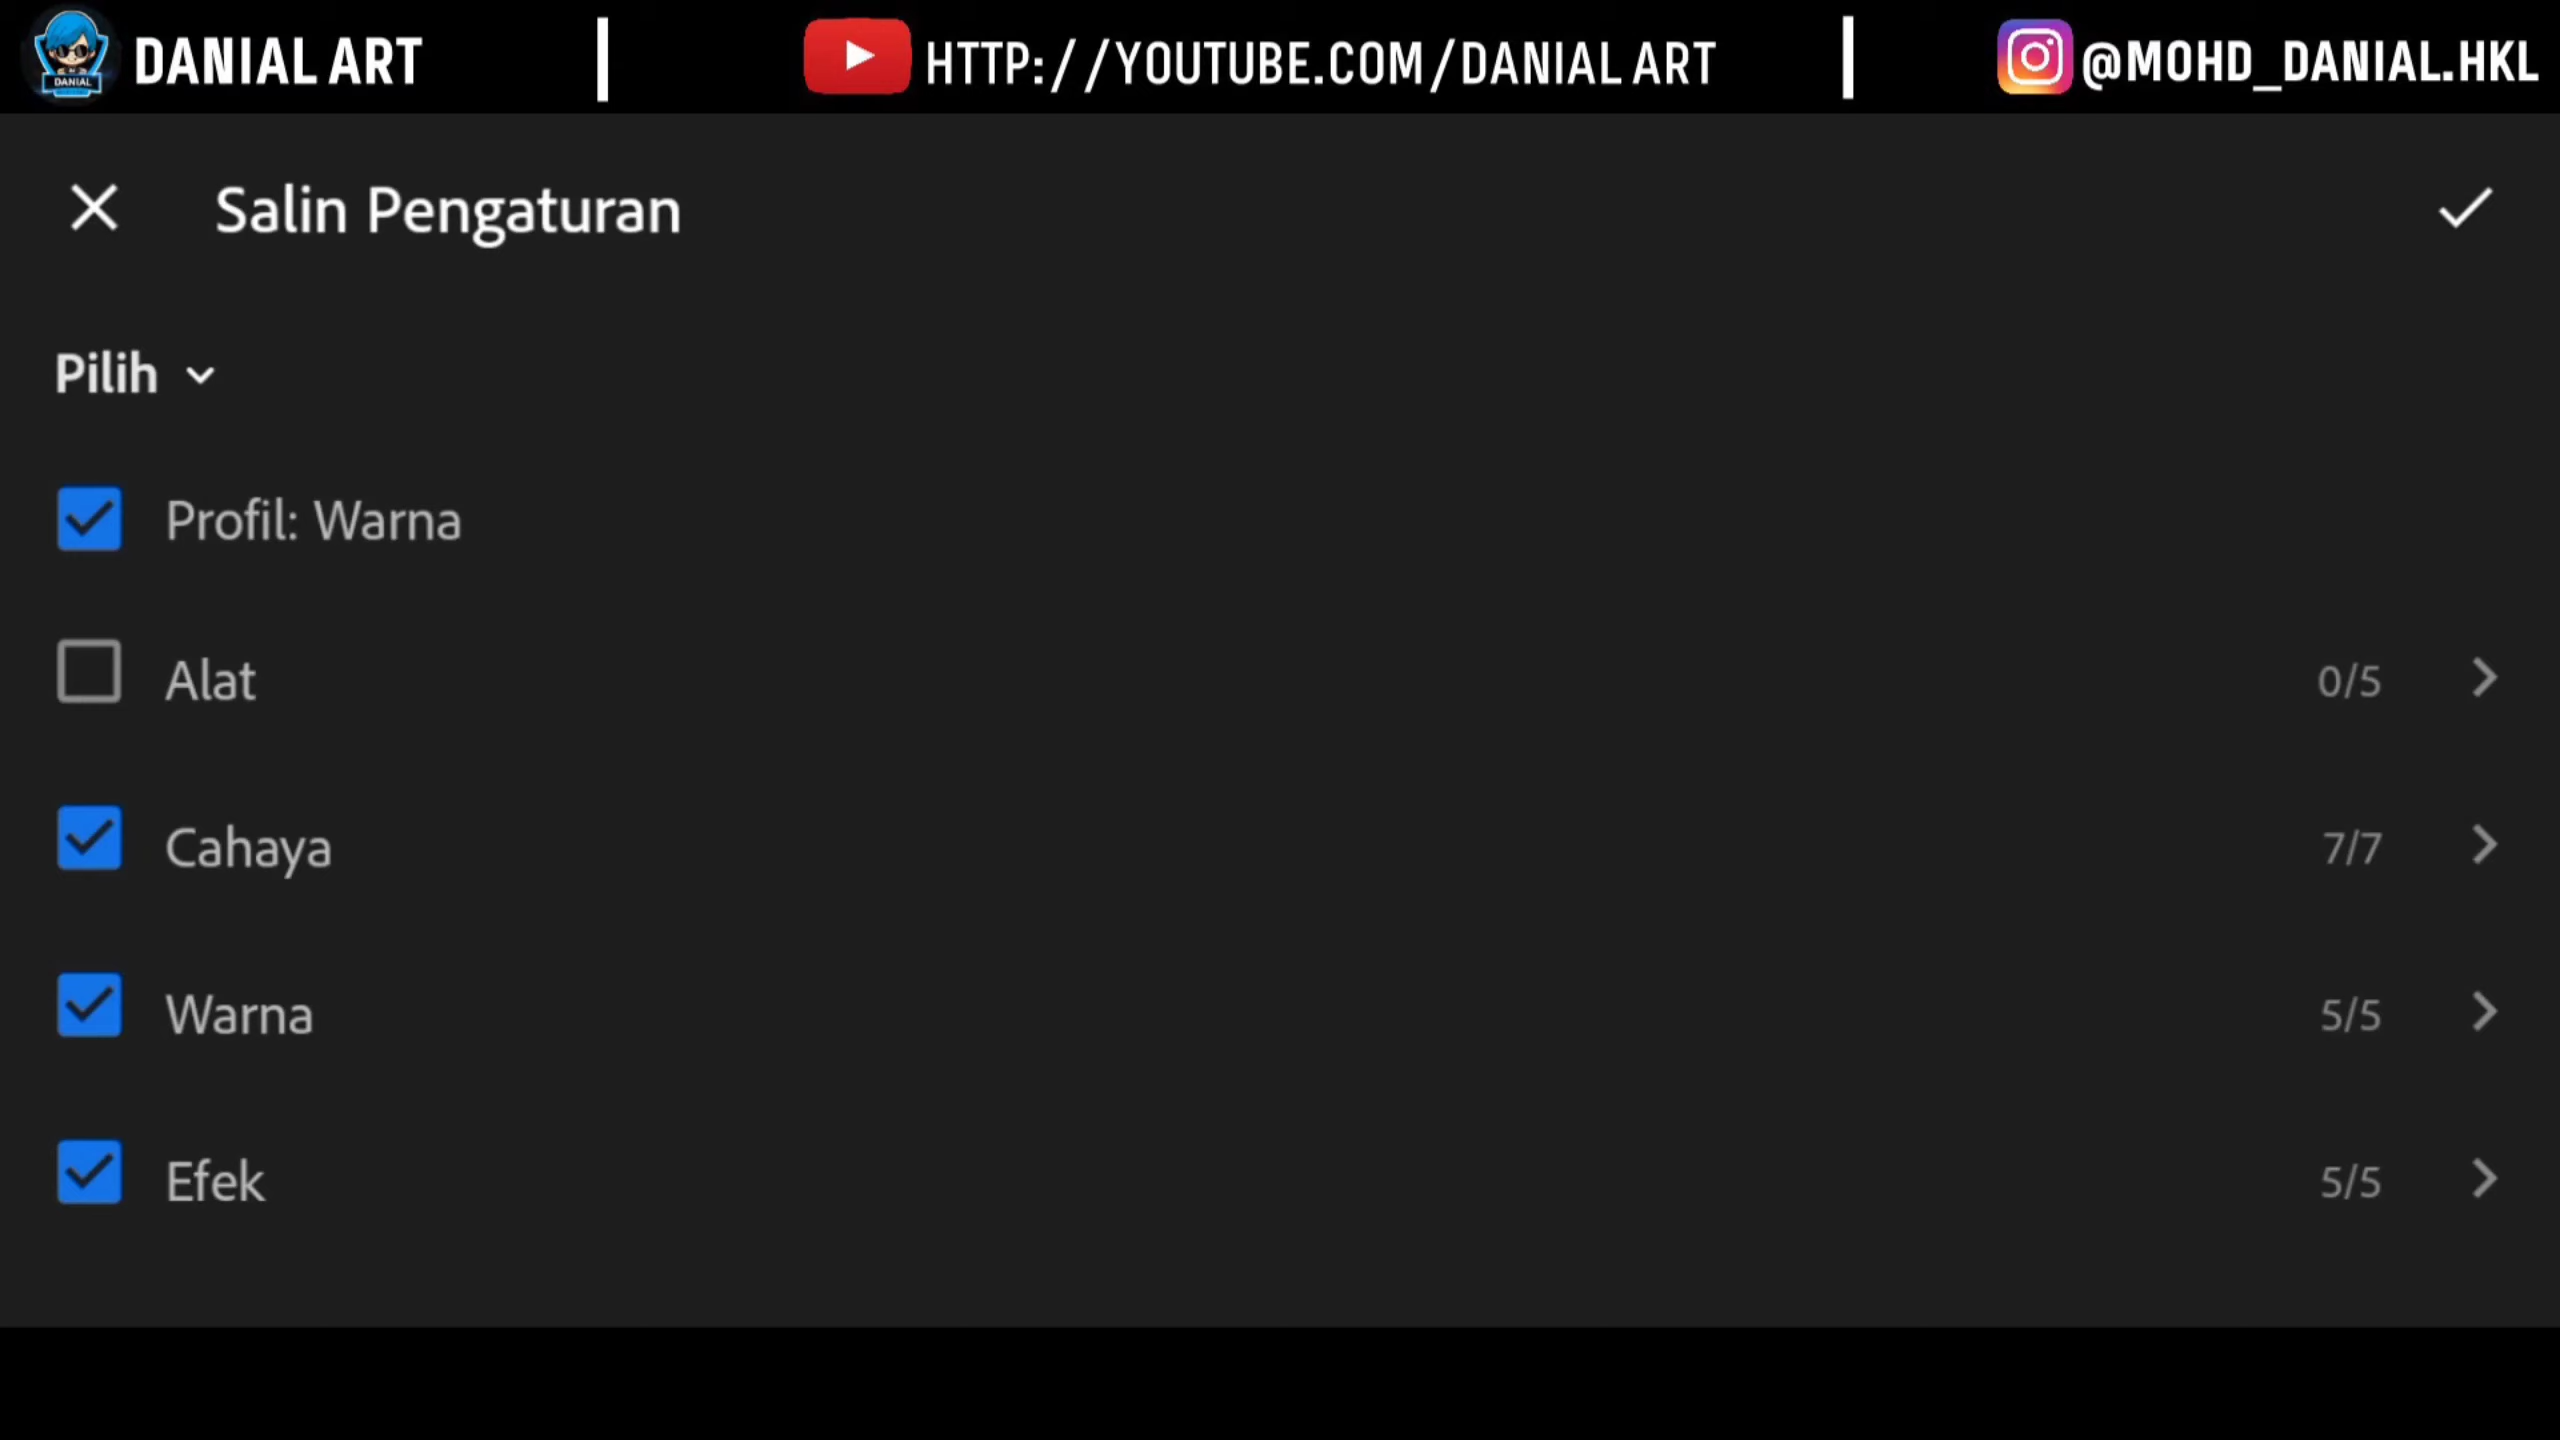 DANIAL
DANIAL ART | HTTP://YOUTUBE.COM/DANIAL ART | @MOHD_DANIAL.HKL
Salin Pengaturan
Pilih
Profil: Warna
Alat 0/5
Cahaya 7/7
Warna 5/5
Efek 5/5